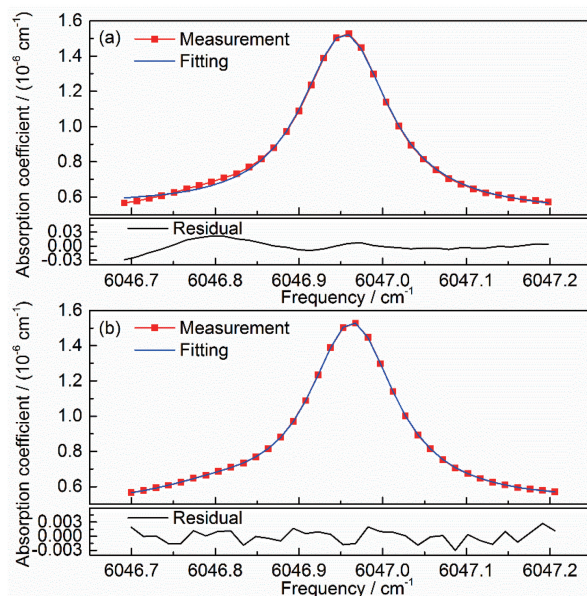 (a)
Measurement
Fitting
1.6
1.4
1.2
1.0
0.8
0.6
Absorption coefficient / (10⁻⁶ cm⁻¹)
Residual
0.03
0.00
-0.03
6046.7 6046.8 6046.9 6047.0 6047.1 6047.2
Frequency / cm⁻¹
(b)
Measurement
Fitting
1.6
1.4
1.2
1.0
0.8
0.6
Absorption coefficient / (10⁻⁶ cm⁻¹)
Residual
0.003
0.000
-0.003
6046.7 6046.8 6046.9 6047.0 6047.1 6047.2
Frequency / cm⁻¹